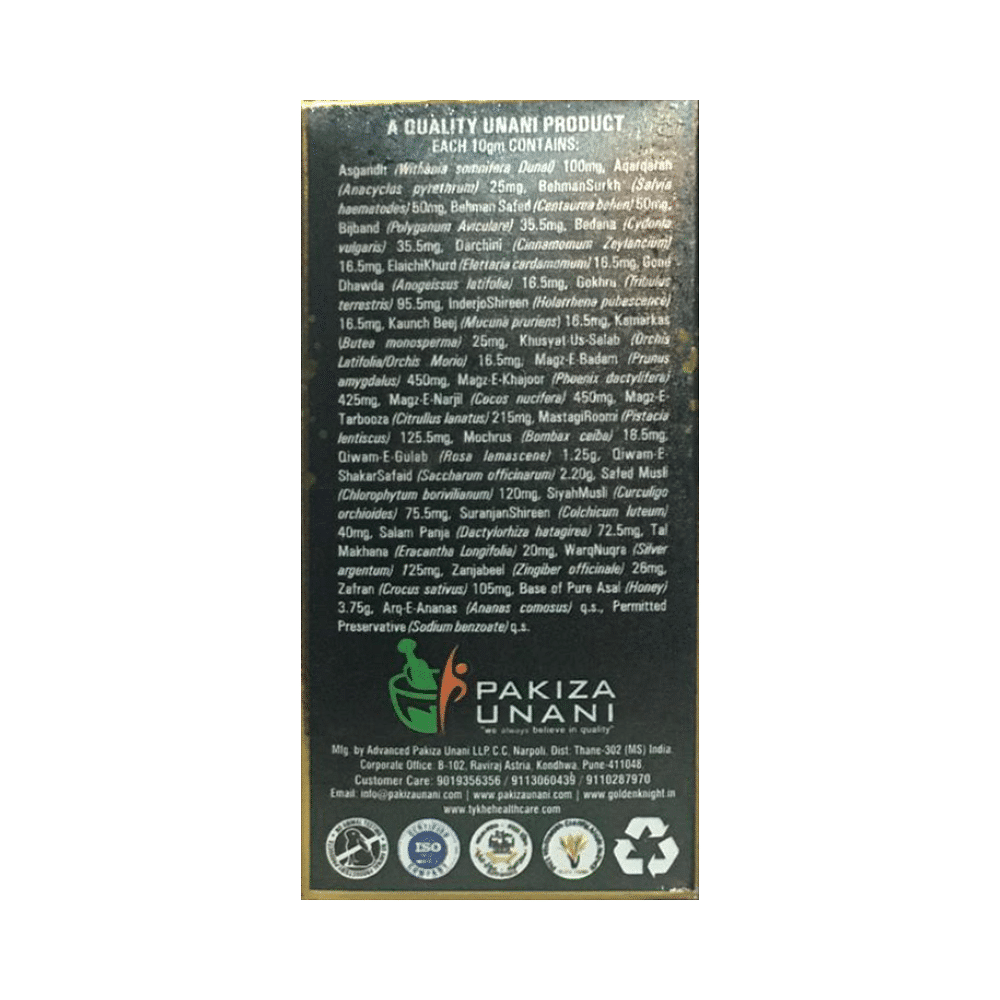 A QUALITY UNANI PRODUCT
EACH 10gm CONTAINS:
Asgandh (Withania somnifera Dunal) 100mg, Aqarqarah
(Anacyclus pyrethrum) 25mg, BehmanSurkh (Salvia
haematodes) 50mg, Behman Safed (Centaurea behen) 50mg,
Bijband (Polyganum Aviculare) 35.5mg, Bedana (Cydonia
vulgaris) 35.5mg, Darchini (Cinnamomum Zeylancium)
16.5mg, ElaichiKhurd (Elettaria cardamomum) 16.5mg, Gond
Dhawda (Anogeissus latifolia) 16.5mg, Gokhru (Tribulus
terrestris) 95.5mg, InderjoShireen (Holarrhena pubescence)
16.5mg, Kaunch Beej (Mucuna pruriens) 16.5mg, Kamarkas
(Butea monosperma) 25mg, Khusyat-Us-Salab (Orchis
Latifolia/Orchis Morio) 16.5mg, Magz-E-Badam (Prunus
amygdalus) 450mg, Magz-E-Khajoor (Phoenix dactylifera)
425mg, Magz-E-Narjil (Cocos nucifera) 450mg, Magz-E-
Tarbooza (Citrullus lanatus) 215mg, MastagiRoomi (Pistacia
lentiscus) 125.5mg, Mochrus (Bombax ceiba) 18.5mg,
Qiwam-E-Gulab (Rosa lamascene) 1.25g, Qiwam-E-
ShakarSafaid (Saccharum officinarum) 2.20g, Safed Musli
(Chlorophytum borivilianum) 120mg, SiyahMusli (Curculigo
orchioides) 75.5mg, SuranjanShireen (Colchicum luteum)
40mg, Salam Panja (Dactylorhiza hatagirea) 72.5mg, Tal
Makhana (Eracantha Longifolia) 20mg, WarqNuqra (Silver
argentum) 125mg, Zanjabeel (Zingiber officinale) 26mg,
Zafran (Crocus sativus) 105mg, Base of Pure Asal (Honey)
3.75g, Arq-E-Ananas (Ananas comosus) q.s., Permitted
Preservative (Sodium benzoate) q.s.
PAKIZA
UNANI
"we always believe in quality"
Mfg. by Advanced Pakiza Unani LLP, C.C, Narpoli, Dist: Thane-302 (MS) India.
Corporate Office: B-102, Raviraj Astria, Kondhwa, Pune-411048.
Customer Care: 9019356356 / 9113060439 / 9110287970
Email: info@pakizaunani.com | www.pakizaunani.com | www.goldenknight.in
www.tykhehealthcare.com
NO ANIMAL TESTING
CERTIFIED
ISO
COMPANY